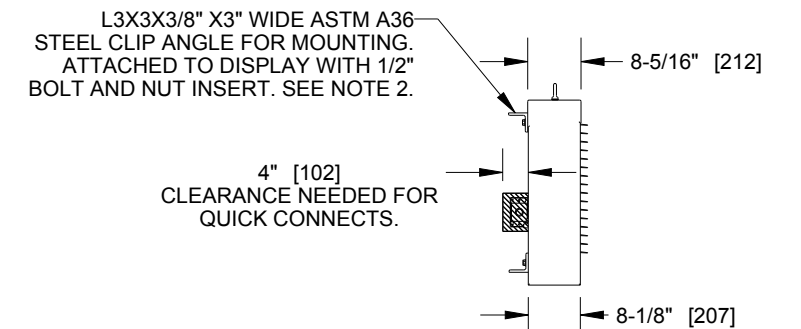 L3X3X3/8" X3" WIDE ASTM A36
STEEL CLIP ANGLE FOR MOUNTING.
ATTACHED TO DISPLAY WITH 1/2"
BOLT AND NUT INSERT. SEE NOTE 2.
8-5/16" [212]
4" [102]
CLEARANCE NEEDED FOR
QUICK CONNECTS.
8-1/8" [207]